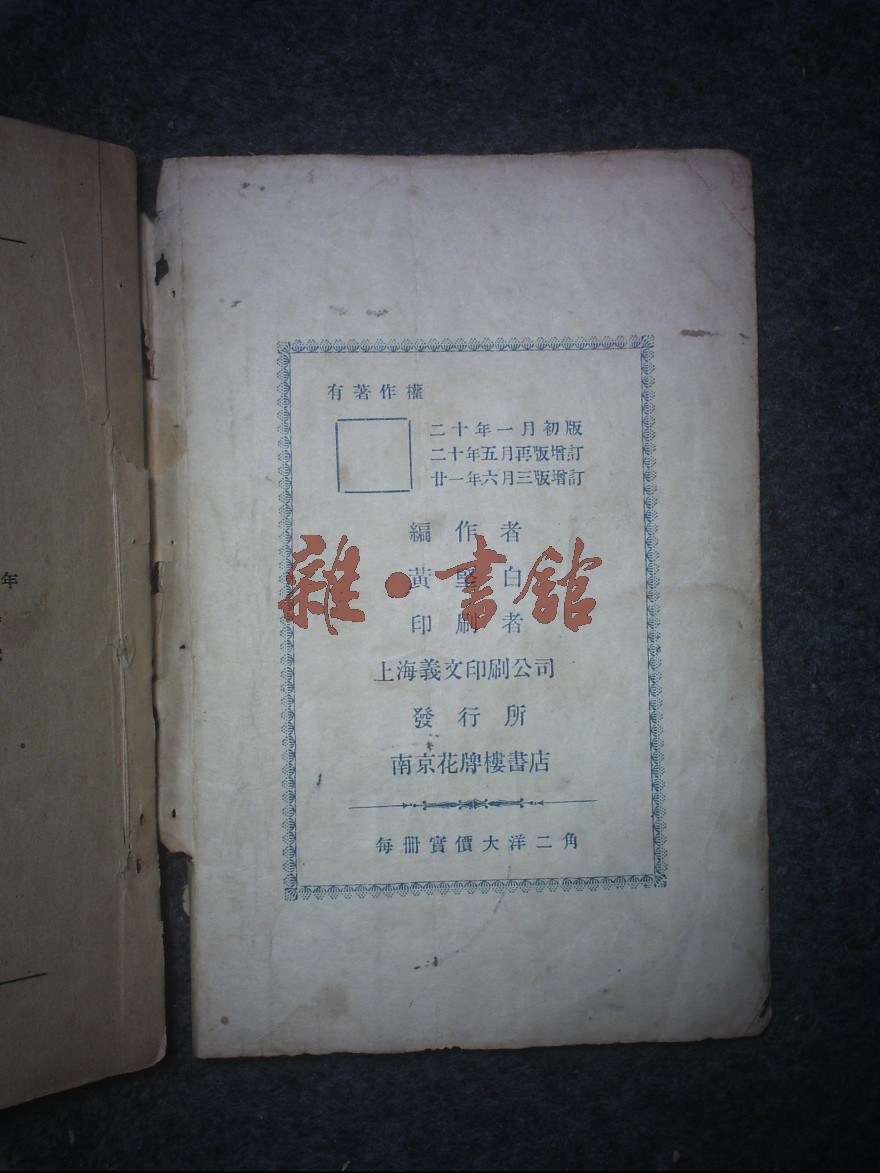 有著作權
二十年一月初版
二十年五月再版增訂
廿一年六月三版增訂
編作者
黃堅白
印刷者
上海義文印刷公司
發行所
南京花牌樓書店
每冊實價大洋二角
雜·書館
年